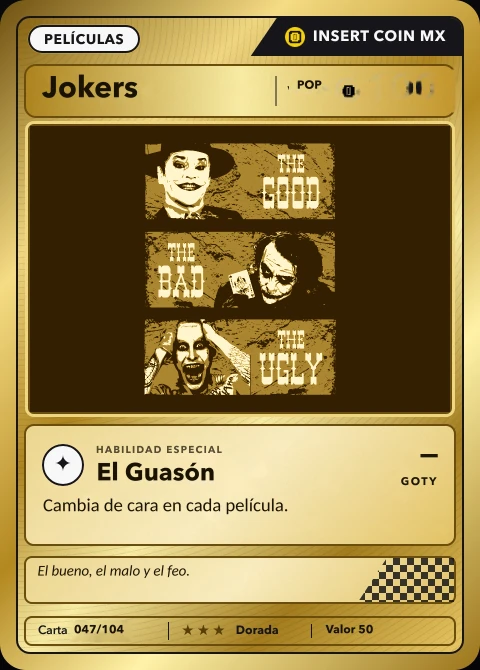 PELÍCULAS
INSERT COIN MX
Jokers
POP
THE
GOOD
THE
BAD
THE
UGLY
HABILIDAD ESPECIAL
El Guasón
GOTY
Cambia de cara en cada película.
El bueno, el malo y el feo.
Carta 047/104 ★★★ Dorada Valor 50